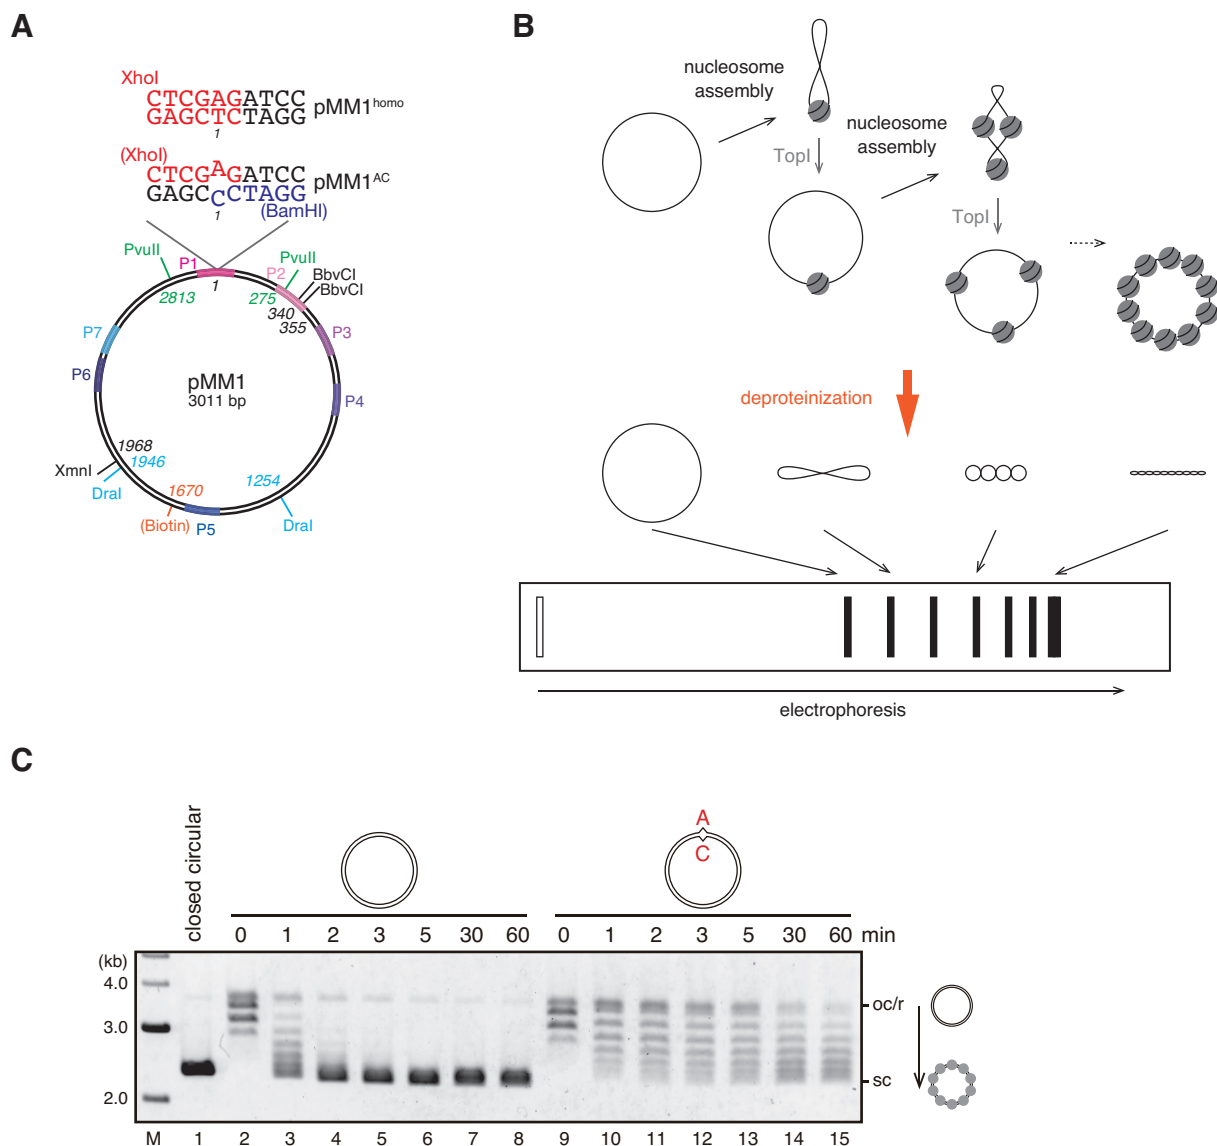 A
XhoI
CTCGAGATCC
GAGCTCTAGG
pMM1homo
1
(XhoI)
CTCGAGATCC
GAGCCCTAGG
pMM1AC
1
(BamHI)
PvuII
P1
2813
1
P2
PvuII
275
BbvCI
BbvCI
340
355
P7
P3
P6
pMM1
3011 bp
P4
1968
XmnI
1946
DraI
1670
(Biotin)
P5
1254
DraI
B
nucleosome
assembly
TopI
nucleosome
assembly
TopI
deproteinization
electrophoresis
C
closed circular
A
C
0 1 2 3 5 30 60 0 1 2 3 5 30 60 min
(kb)
4.0
3.0
2.0
oc/r
sc
M 1 2 3 4 5 6 7 8 9 10 11 12 13 14 15